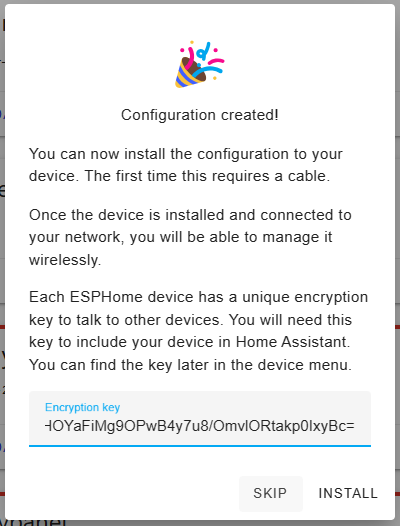 Configuration created!
You can now install the configuration to your
device. The first time this requires a cable.
Once the device is installed and connected to
your network, you will be able to manage it
wirelessly.
Each ESPHome device has a unique encryption
key to talk to other devices. You will need this
key to include your device in Home Assistant.
You can find the key later in the device menu.
Encryption key
HOYaFiMg9OPwB4y7u8/OmvlORtakp0lxyBc=
SKIP
INSTALL